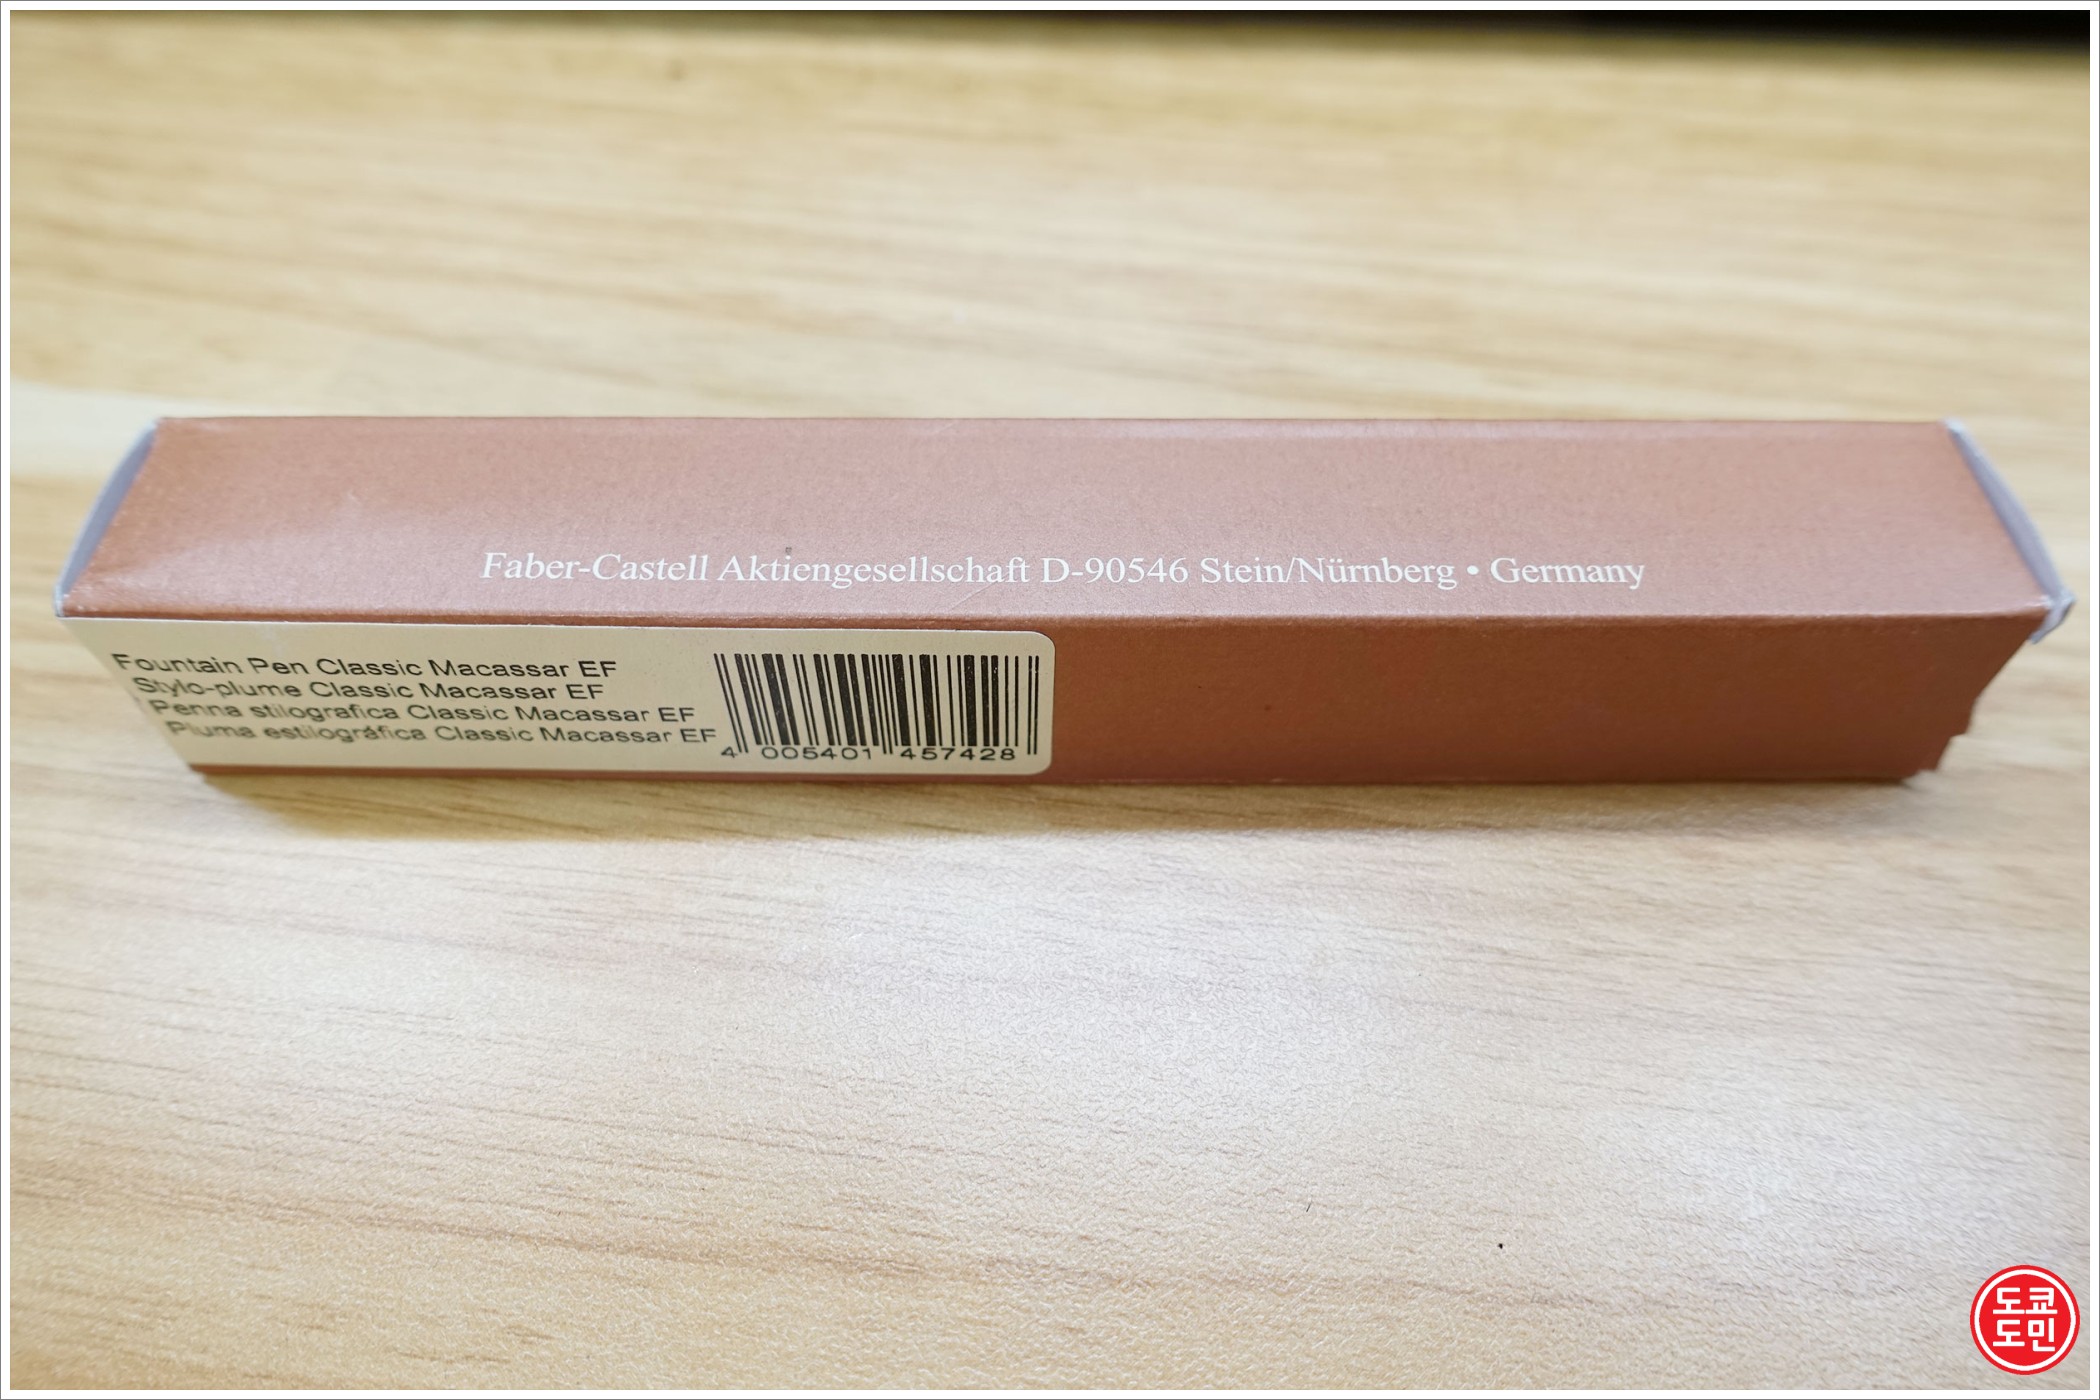 Faber-Castell Aktiengesellschaft D-90546 Stein/Nürnberg • Germany
Fountain Pen Classic Macassar EF
Stylo-plume Classic Macassar EF
Penna stilografica Classic Macassar EF
Pluma estilográfica Classic Macassar EF
4 005401 457428
도쿄
도민